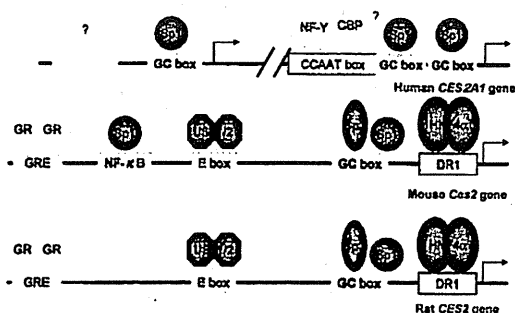 ? NF-Y CBP ?
GC box CCAAT box GC box GC box
Human CES2A1 gene
GR GR
GRE NF-κB E box GC box DR1
Mouse Ces2 gene
GR GR
GRE E box GC box DR1
Rat CES2 gene